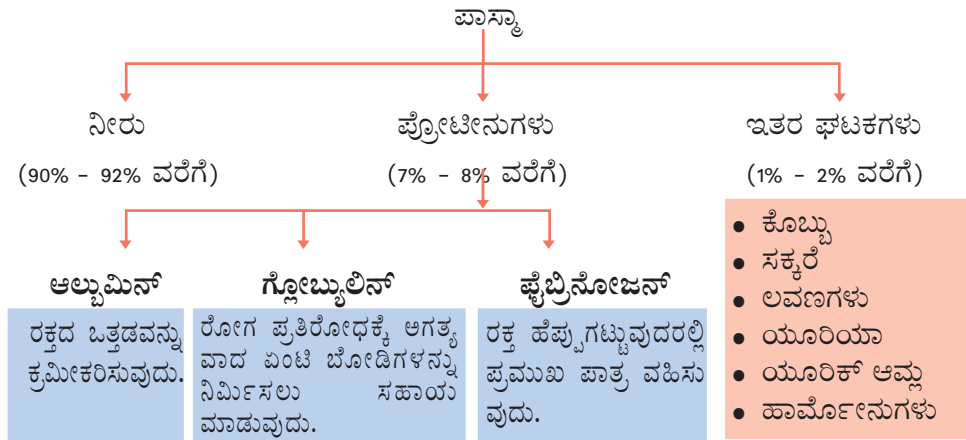 ಪಾಸ್ಮಾ
ನೀರು
(90% - 92% ವರೆಗೆ)
ಪ್ರೋಟೀನುಗಳು
(7% - 8% ವರೆಗೆ)
ಇತರ ಘಟಕಗಳು
(1% - 2% ವರೆಗೆ)
ಆಲ್ಬುಮಿನ್
ರಕ್ತದ ಒತ್ತಡವನ್ನು
ಕ್ರಮೀಕರಿಸುವುದು.
ಗ್ಲೋಬ್ಯುಲಿನ್
ರೋಗ ಪ್ರತಿರೋಧಕ್ಕೆ ಅಗತ್ಯ
ವಾದ ಏಂಟಿ ಬೋಡಿಗಳನ್ನು
ನಿರ್ಮಿಸಲು ಸಹಾಯ
ಮಾಡುವುದು.
ಫೈಬ್ರಿನೋಜನ್
ರಕ್ತ ಹೆಪ್ಪುಗಟ್ಟುವುದರಲ್ಲಿ
ಪ್ರಮುಖ ಪಾತ್ರ ವಹಿಸು
ವುದು.
• ಕೊಬ್ಬು
• ಸಕ್ಕರೆ
• ಲವಣಗಳು
• ಯೂರಿಯಾ
• ಯೂರಿಕ್ ಆಮ್ಲ
• ಹಾರ್ಮೋನುಗಳು